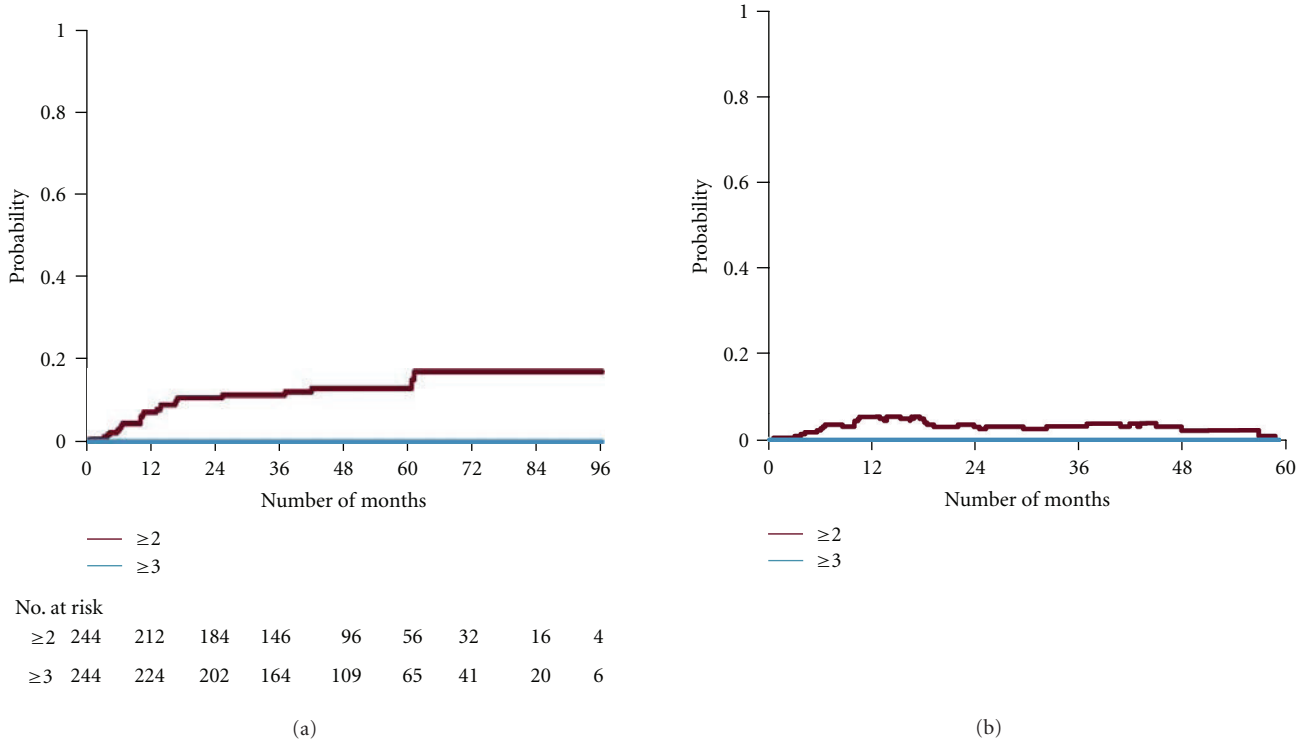 1
0.8
0.6
0.4
0.2
0
Probability
0 12 24 36 48 60 72 84 96
Number of months
≥2
≥3
No. at risk
≥2 244 212 184 146 96 56 32 16 4
≥3 244 224 202 164 109 65 41 20 6
(a)
1
0.8
0.6
0.4
0.2
0
Probability
0 12 24 36 48 60
Number of months
≥2
≥3
(b)